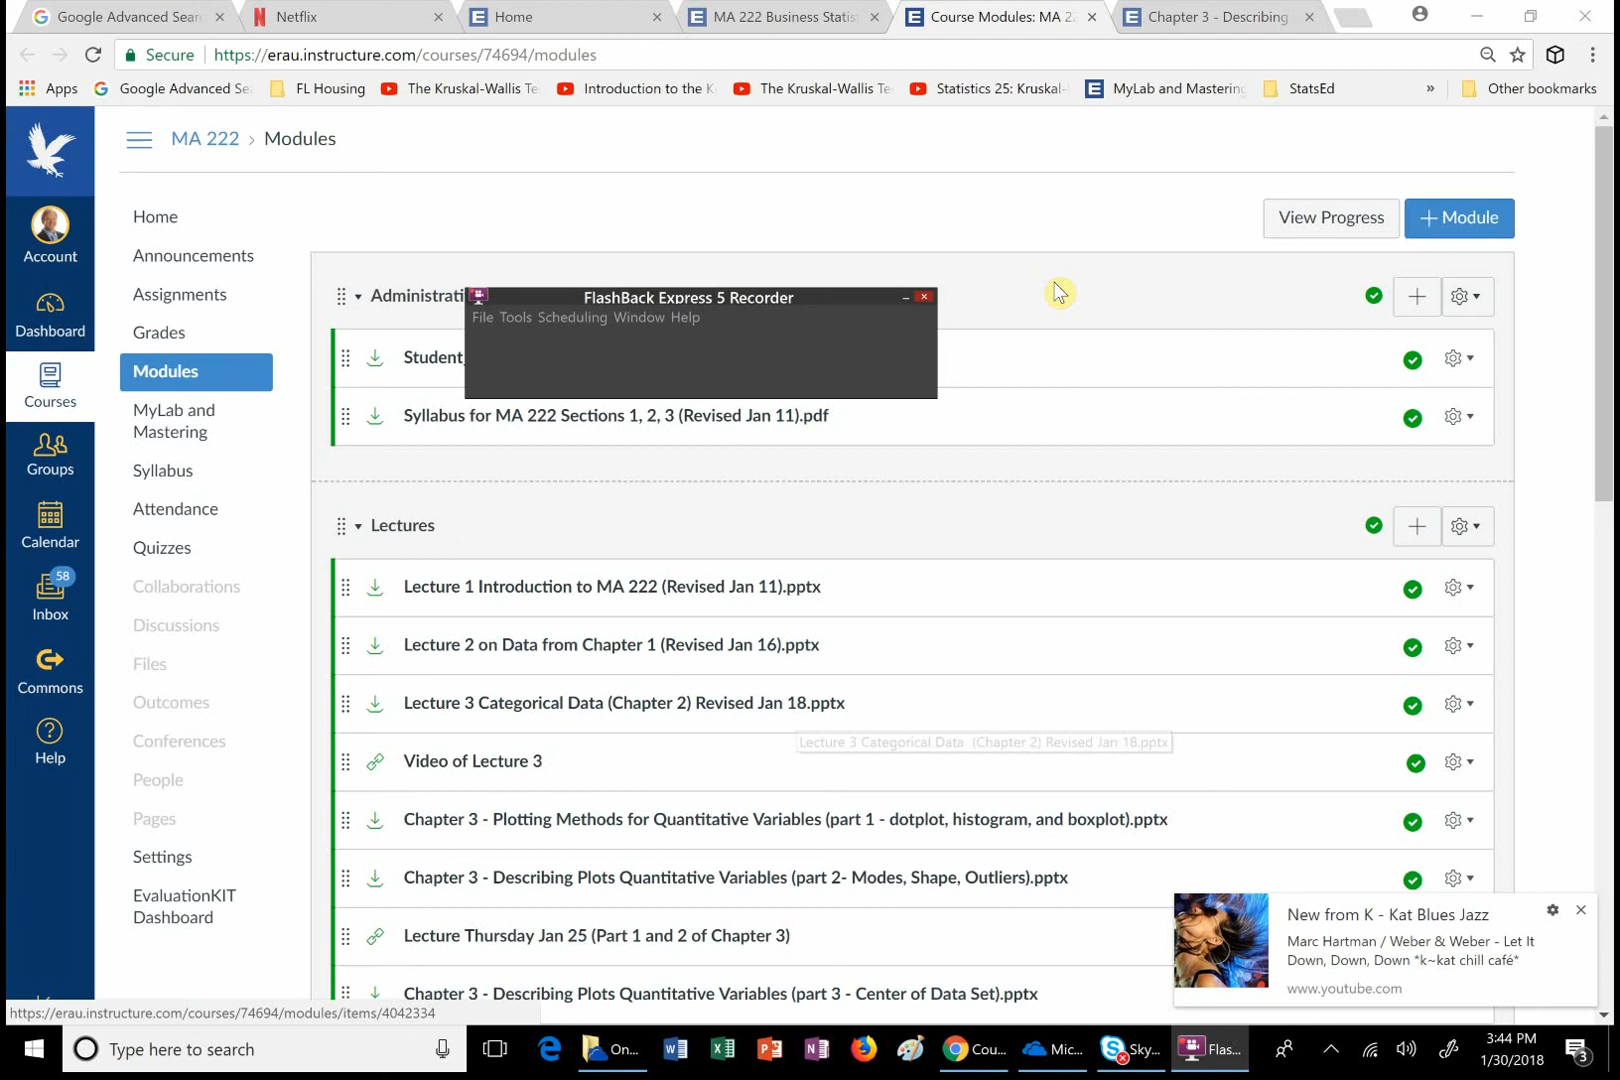 Google Advanced Sear
Netflix
Home
MA 222 Business Statis
Course Modules: MA 22
Chapter 3 - Describing
Secure
https://erau.instructure.com/courses/74694/modules
Apps
Google Advanced Se
FL Housing
The Kruskal-Wallis Te
Introduction to the K
The Kruskal-Wallis Te
Statistics 25: Kruskal-
MyLab and Mastering
StatsEd
»
Other bookmarks
MA 222 › Modules
View Progress
+ Module
Account
Dashboard
Courses
Groups
Calendar
58
Inbox
Commons
Help
Home
Announcements
Assignments
Grades
Modules
MyLab and
Mastering
Syllabus
Attendance
Quizzes
Collaborations
Discussions
Files
Outcomes
Conferences
People
Pages
Settings
EvaluationKIT
Dashboard
Administrati
FlashBack Express 5 Recorder
File Tools Scheduling Window Help
Student_
Syllabus for MA 222 Sections 1, 2, 3 (Revised Jan 11).pdf
Lectures
Lecture 1 Introduction to MA 222 (Revised Jan 11).pptx
Lecture 2 on Data from Chapter 1 (Revised Jan 16).pptx
Lecture 3 Categorical Data (Chapter 2) Revised Jan 18.pptx
Lecture 3 Categorical Data (Chapter 2) Revised Jan 18.pptx
Video of Lecture 3
Chapter 3 - Plotting Methods for Quantitative Variables (part 1 - dotplot, histogram, and boxplot).pptx
Chapter 3 - Describing Plots Quantitative Variables (part 2- Modes, Shape, Outliers).pptx
Lecture Thursday Jan 25 (Part 1 and 2 of Chapter 3)
Chapter 3 - Describing Plots Quantitative Variables (part 3 - Center of Data Set).pptx
New from K - Kat Blues Jazz
Marc Hartman / Weber & Weber - Let It
Down, Down, Down *k~kat chill café*
www.youtube.com
https://erau.instructure.com/courses/74694/modules/items/4042334
Type here to search
On...
Cou...
Mic...
Sky...
Flas...
3:44 PM
1/30/2018
3